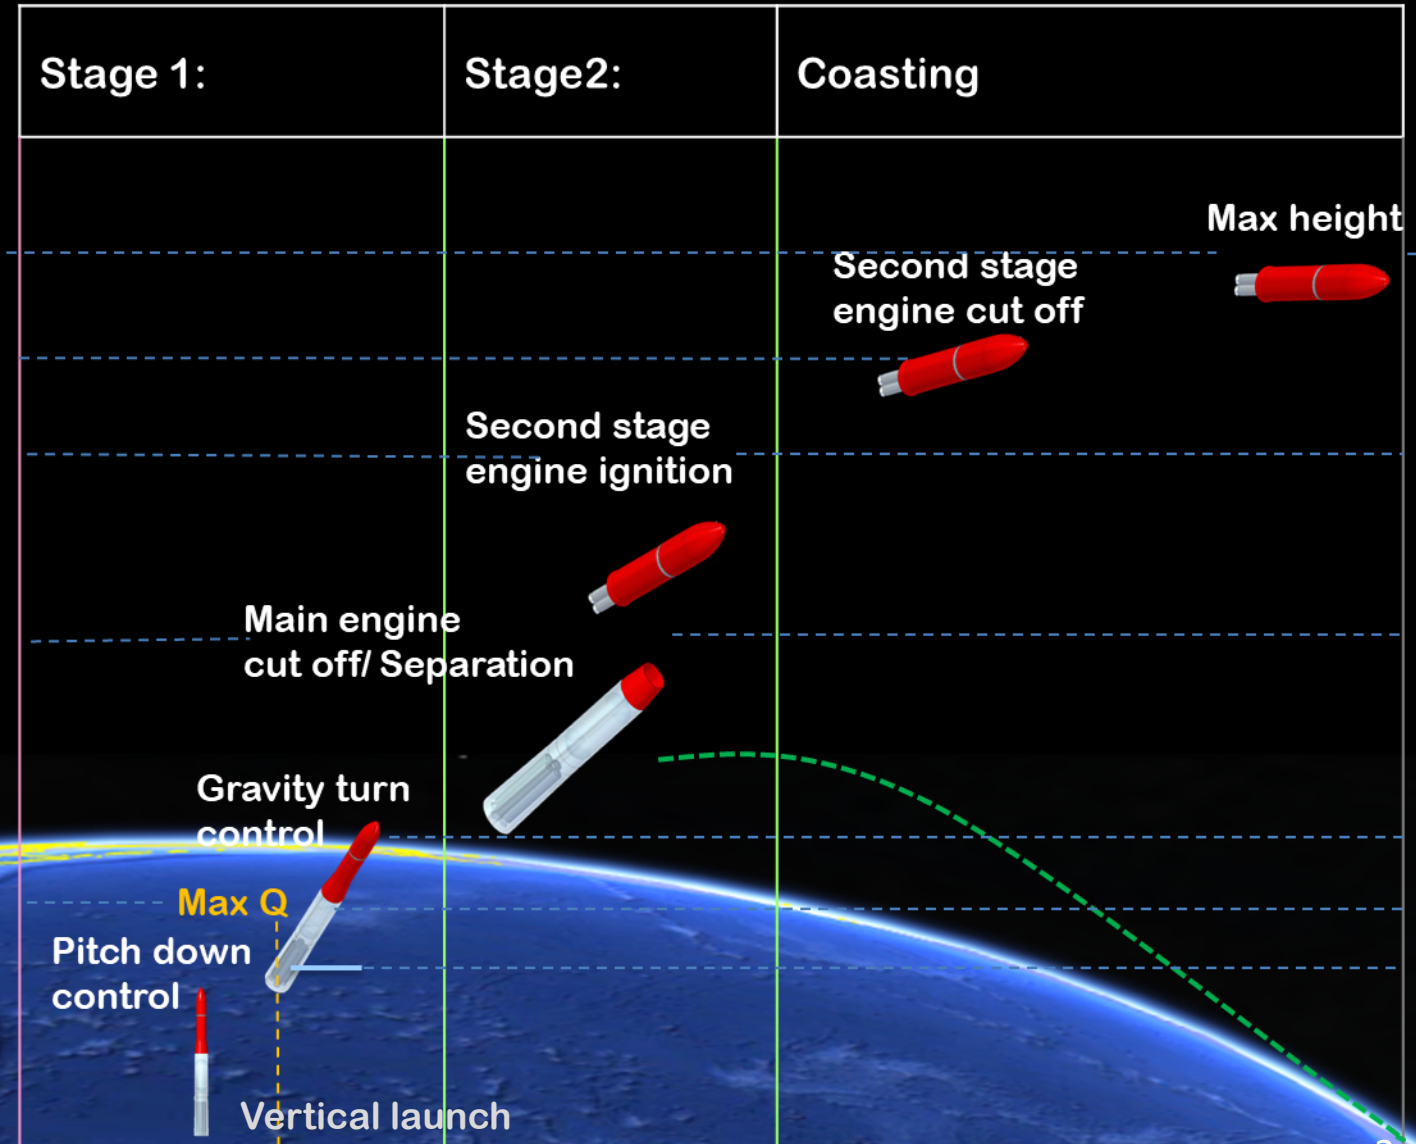 Stage 1:
Stage2:
Coasting
Max height
Second stage
engine cut off
Second stage
engine ignition
Main engine
cut off/ Separation
Gravity turn
control
Max Q
Pitch down
control
Vertical launch